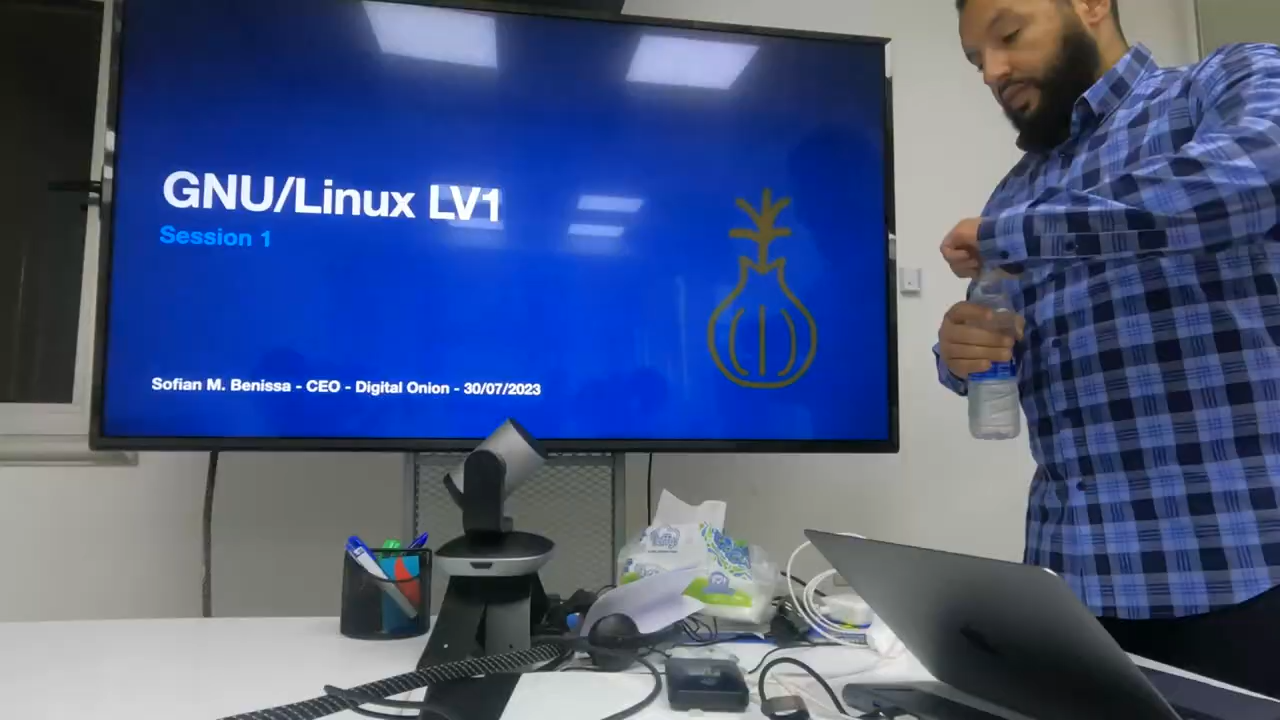 GNU/Linux LV1
Session 1
Sofian M. Benissa - CEO - Digital Onion - 30/07/2023